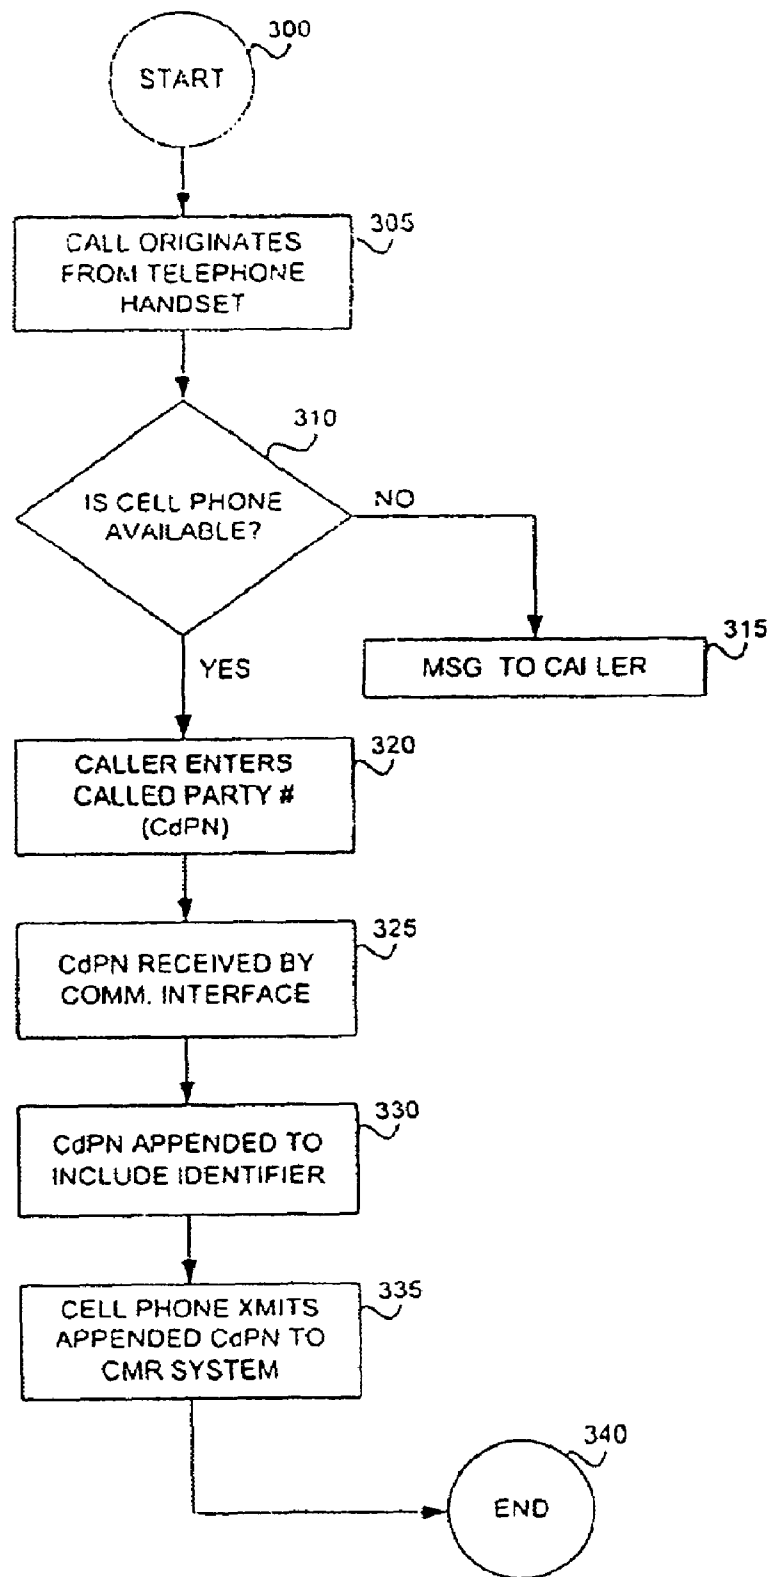 300
START
305
CALL ORIGINATES
FROM TELEPHONE
HANDSET
310
IS CELL PHONE
AVAILABLE?
NO
315
MSG TO CALLER
YES
320
CALLER ENTERS
CALLED PARTY #
(CdPN)
325
CdPN RECEIVED BY
COMM. INTERFACE
330
CdPN APPENDED TO
INCLUDE IDENTIFIER
335
CELL PHONE XMITS
APPENDED CdPN TO
CMR SYSTEM
340
END